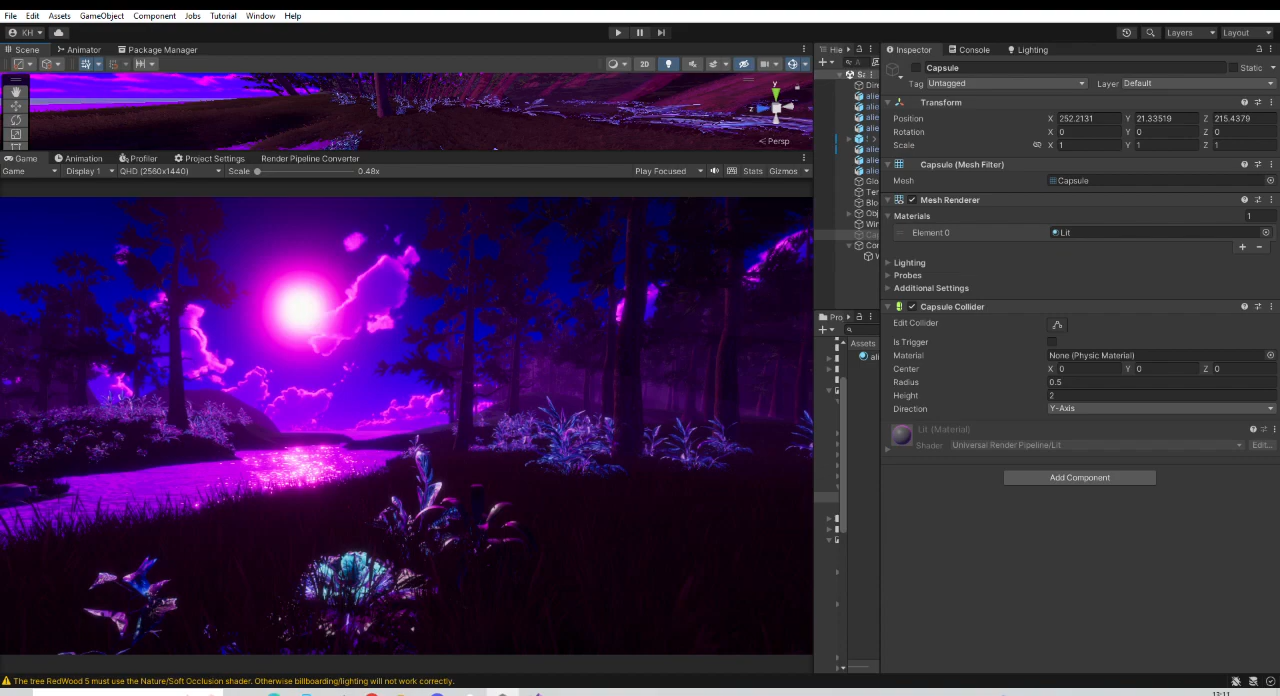 File Edit Assets GameObject Component Jobs Tutorial Window Help
KH Layers Layout
Scene Animator Package Manager Hie Inspector Console Lighting
2D Capsule Static
Tag Untagged Layer Default
Transform
y
z
Position X 252.2131 Y 21.33519 Z 215.4379
Rotation X 0 Y 0 Z 0
< Persp Scale X 1 Y 1 Z 1
Game Animation Profiler Project Settings Render Pipeline Converter Capsule (Mesh Filter)
Game Display 1 QHD (2560x1440) Scale 0.48x Play Focused Stats Gizmos
Mesh Capsule
Mesh Renderer
Materials 1
Element 0 Lit
Lighting
Probes
Additional Settings
Capsule Collider
Pro
Edit Collider
Is Trigger
Assets
Material None (Physic Material)
Center X 0 Y 0 Z 0
Radius 0.5
Height 2
Direction Y-Axis
Lit (Material)
Shader Universal Render Pipeline/Lit Edit...
Add Component
The tree RedWood 5 must use the Nature/Soft Occlusion shader. Otherwise billboarding/lighting will not work correctly.